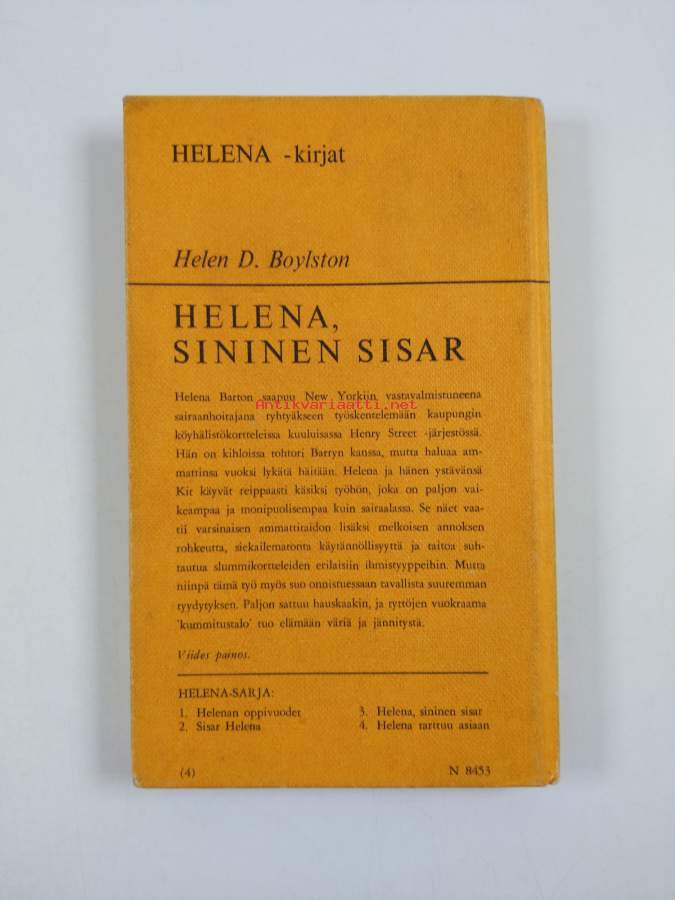 HELENA -kirjat
Helen D. Boylston
HELENA,
SININEN SISAR
Helena Barton saapuu New Yorkiin vastavalmistuneena
Antikvariaatti.net
sairaanhoitajana ryhtyäkseen työskentelemään kaupungin
köyhälistökortteleissa kuuluisassa Henry Street -järjestössä.
Hän on kihloissa tohtori Barryn kanssa, mutta haluaa am-
mattinsa vuoksi lykätä häitään. Helena ja hänen ystävänsä
Kit käyvät reippaasti käsiksi työhön, joka on paljon vai-
keampaa ja monipuolisempaa kuin sairaalassa. Se näet vaa-
tii varsinaisen ammattitaidon lisäksi melkoisen annoksen
rohkeutta, siekailematonta käytännöllisyyttä ja taitoa suh-
tautua slummikortteleiden erilaisiin ihmistyyppeihin. Mutta
niinpä tämä työ myös suo onnistuessaan tavallista suuremman
tyydytyksen. Paljon sattuu hauskaakin, ja tyttöjen vuokraama
'kummitustalo' tuo elämään väriä ja jännitystä.
Viides painos.
HELENA-SARJA:
1. Helenan oppivuodet
2. Sisar Helena
3. Helena, sininen sisar
4. Helena tarttuu asiaan
(4)
N 8453